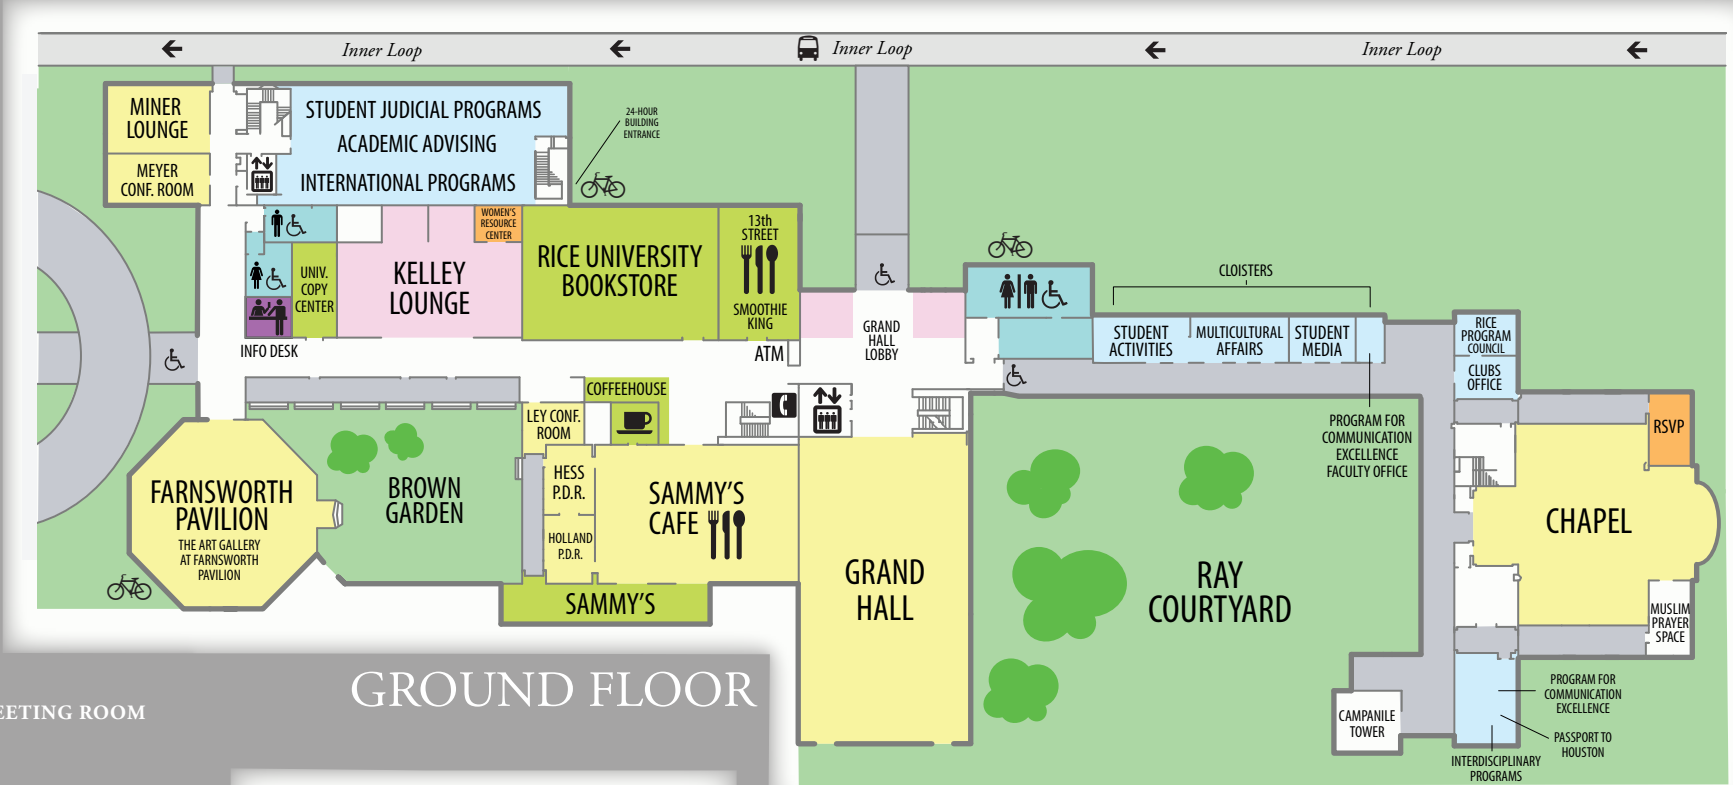 Inner Loop
Inner Loop
Inner Loop
MINER
LOUNGE
MEYER
CONF. ROOM
STUDENT JUDICIAL PROGRAMS
ACADEMIC ADVISING
INTERNATIONAL PROGRAMS
24-HOUR
BUILDING
ENTRANCE
WOMEN'S
RESOURCE
CENTER
UNIV.
COPY
CENTER
KELLEY
LOUNGE
RICE UNIVERSITY
BOOKSTORE
13th
STREET
SMOOTHIE
KING
INFO DESK
ATM
GRAND
HALL
LOBBY
CLOISTERS
STUDENT
ACTIVITIES
MULTICULTURAL
AFFAIRS
STUDENT
MEDIA
RICE
PROGRAM
COUNCIL
CLUBS
OFFICE
COFFEEHOUSE
LEY CONF.
ROOM
PROGRAM FOR
COMMUNICATION
EXCELLENCE
FACULTY OFFICE
RSVP
FARNSWORTH
PAVILION
THE ART GALLERY
AT FARNSWORTH
PAVILION
BROWN
GARDEN
HESS
P.D.R.
HOLLAND
P.D.R.
SAMMY'S
CAFE
SAMMY'S
GRAND
HALL
RAY
COURTYARD
CHAPEL
MUSLIM
PRAYER
SPACE
CAMPANILE
TOWER
PROGRAM FOR
COMMUNICATION
EXCELLENCE
PASSPORT TO
HOUSTON
INTERDISCIPLINARY
PROGRAMS
GROUND FLOOR
EETING ROOM